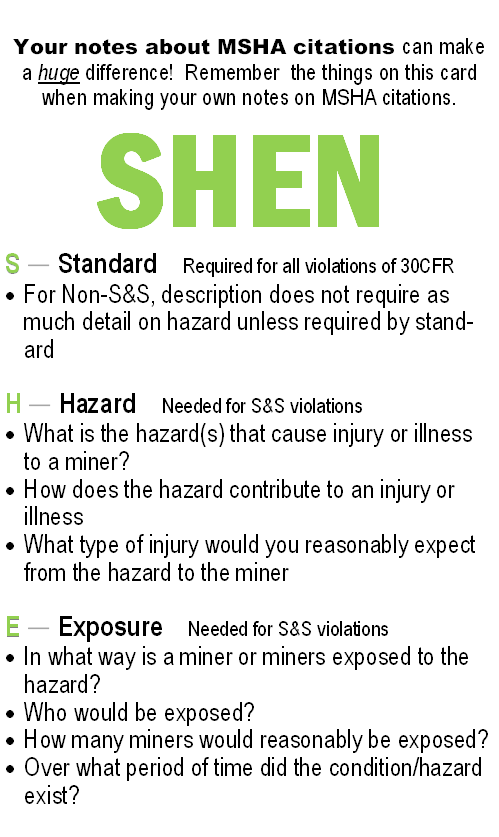 Your notes about MSHA citations can make
a huge difference!  Remember  the things on this card
when making your own notes on MSHA citations.
SHEN
S — Standard Required for all violations of 30CFR
• For Non-S&S, description does not require as
much detail on hazard unless required by stand-
ard
H — Hazard Needed for S&S violations
• What is the hazard(s) that cause injury or illness
to a miner?
• How does the hazard contribute to an injury or
illness
• What type of injury would you reasonably expect
from the hazard to the miner
E — Exposure Needed for S&S violations
• In what way is a miner or miners exposed to the
hazard?
• Who would be exposed?
• How many miners would reasonably be exposed?
• Over what period of time did the condition/hazard
exist?